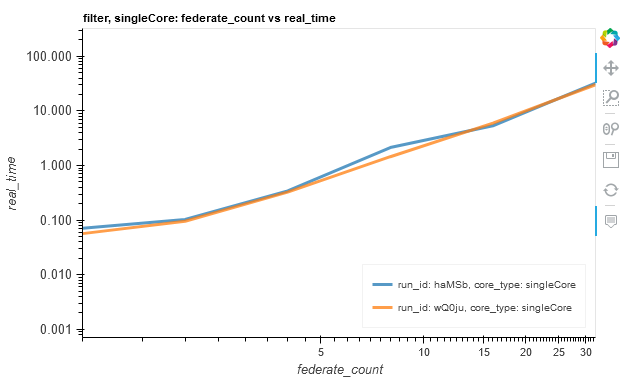 filter, singleCore: federate_count vs real_time
100.000
10.000
1.000
0.100
0.010
0.001
real_time
5
10
15
20
25
30
federate_count
run_id: haMSb, core_type: singleCore
run_id: wQ0ju, core_type: singleCore